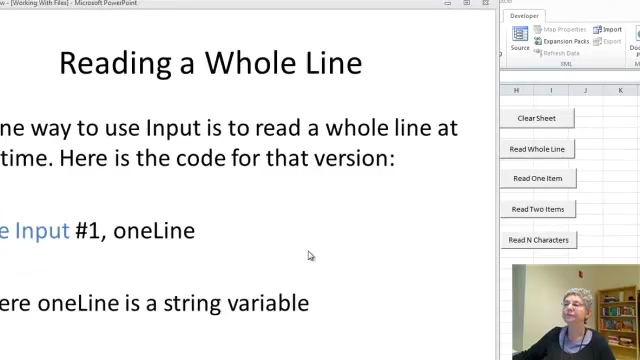 [Working With Files] - Microsoft PowerPoint
Reading a Whole Line
ne way to use Input is to read a whole line at
time. Here is the code for that version:
e Input #1, oneLine
ere oneLine is a string variable
Developer
Source
Map Properties
Import
Expansion Packs
Export
Refresh Data
XML
H I J K
Clear Sheet
Read Whole Line
Read One Item
Read Two Items
Read N Characters